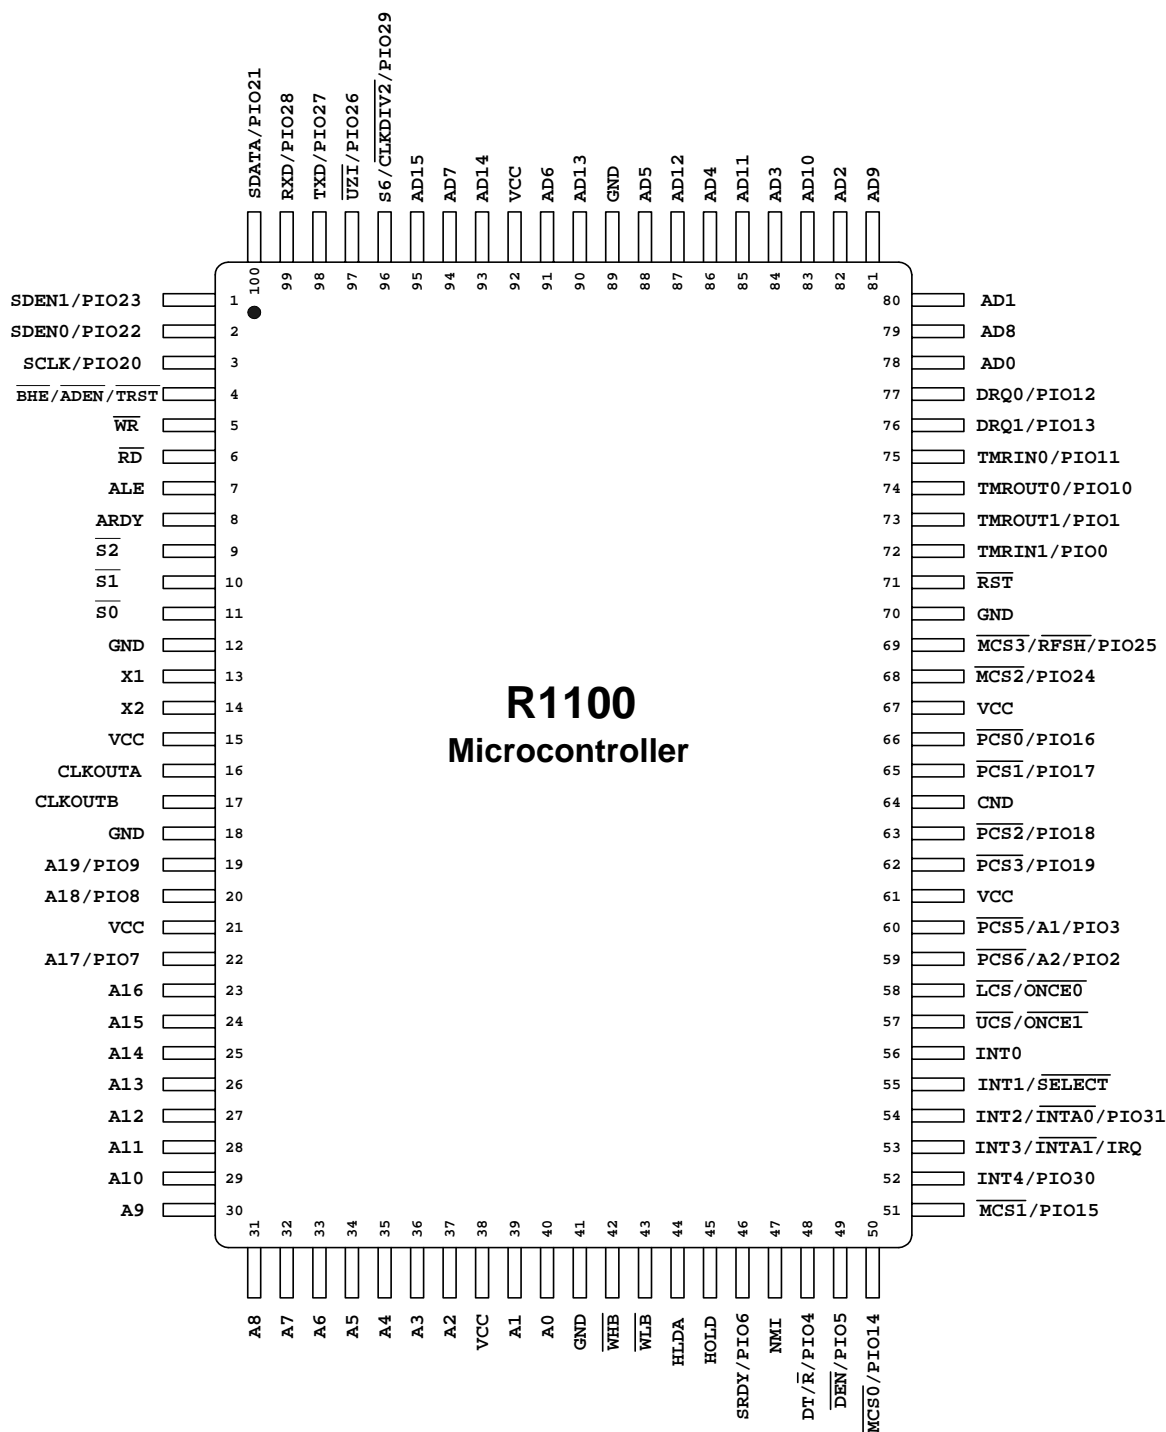 SDATA/PIO21
RXD/PIO28
TXD/PIO27
UZI/PIO26
S6/CLKDIV2/PIO29
AD15
AD7
AD14
VCC
AD6
AD13
GND
AD5
AD12
AD4
AD11
AD3
AD10
AD2
AD9
100
99
98
97
96
95
94
93
92
91
90
89
88
87
86
85
84
83
82
81
SDEN1/PIO23 1
SDEN0/PIO22 2
SCLK/PIO20 3
BHE/ADEN/TRST 4
WR 5
RD 6
ALE 7
ARDY 8
S2 9
S1 10
S0 11
GND 12
X1 13
X2 14
VCC 15
CLKOUTA 16
CLKOUTB 17
GND 18
A19/PIO9 19
A18/PIO8 20
VCC 21
A17/PIO7 22
A16 23
A15 24
A14 25
A13 26
A12 27
A11 28
A10 29
A9 30
R1100
Microcontroller
80 AD1
79 AD8
78 AD0
77 DRQ0/PIO12
76 DRQ1/PIO13
75 TMRIN0/PIO11
74 TMROUT0/PIO10
73 TMROUT1/PIO1
72 TMRIN1/PIO0
71 RST
70 GND
69 MCS3/RFSH/PIO25
68 MCS2/PIO24
67 VCC
66 PCS0/PIO16
65 PCS1/PIO17
64 CND
63 PCS2/PIO18
62 PCS3/PIO19
61 VCC
60 PCS5/A1/PIO3
59 PCS6/A2/PIO2
58 LCS/ONCE0
57 UCS/ONCE1
56 INT0
55 INT1/SELECT
54 INT2/INTA0/PIO31
53 INT3/INTA1/IRQ
52 INT4/PIO30
51 MCS1/PIO15
31
32
33
34
35
36
37
38
39
40
41
42
43
44
45
46
47
48
49
50
A8
A7
A6
A5
A4
A3
A2
VCC
A1
A0
GND
WHB
WLB
HLDA
HOLD
SRDY/PIO6
NMI
DT/R/PIO4
DEN/PIO5
MCS0/PIO14